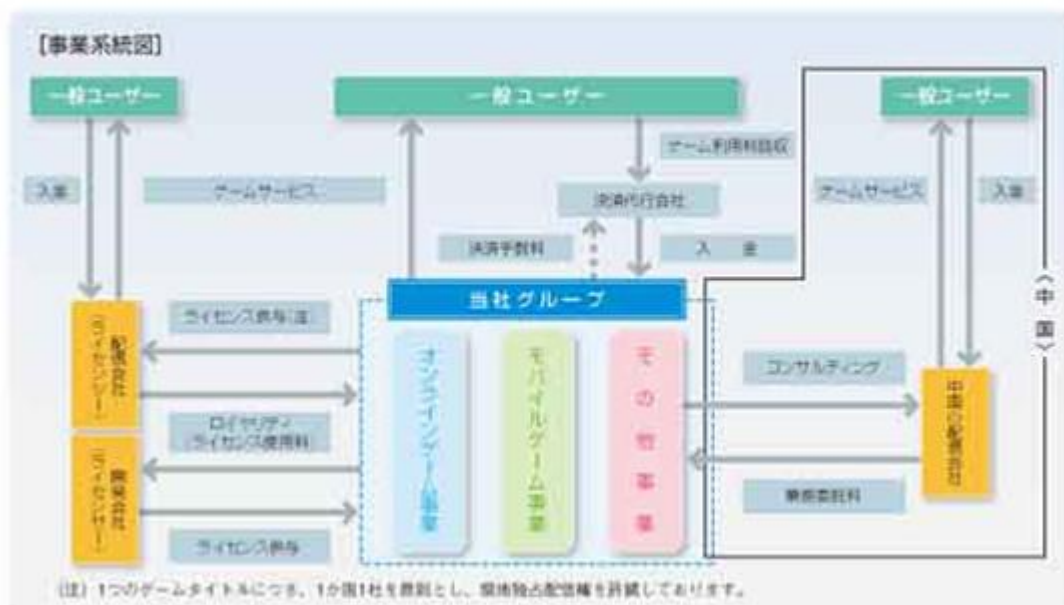 [事業系統図]
一般ユーザー
一般ユーザー
一般ユーザー
入金
ゲームサービス
ゲーム利用料回収
決済代行会社
決済手数料
入 金
ゲームサービス
入金
当社グループ
オンラインゲーム事業
モバイルゲーム事業
その他事業
配信会社
(ライセンシー)
開発会社
(ライセンサー)
ライセンス供与(注)
ロイヤリティ
(ライセンス使用料)
ライセンス供与
コンサルティング
業務委託料
中国の配信会社
〈中 国〉
(注) 1つのゲームタイトルにつき、1か国1社を原則とし、現地独占配信権を許諾しております。